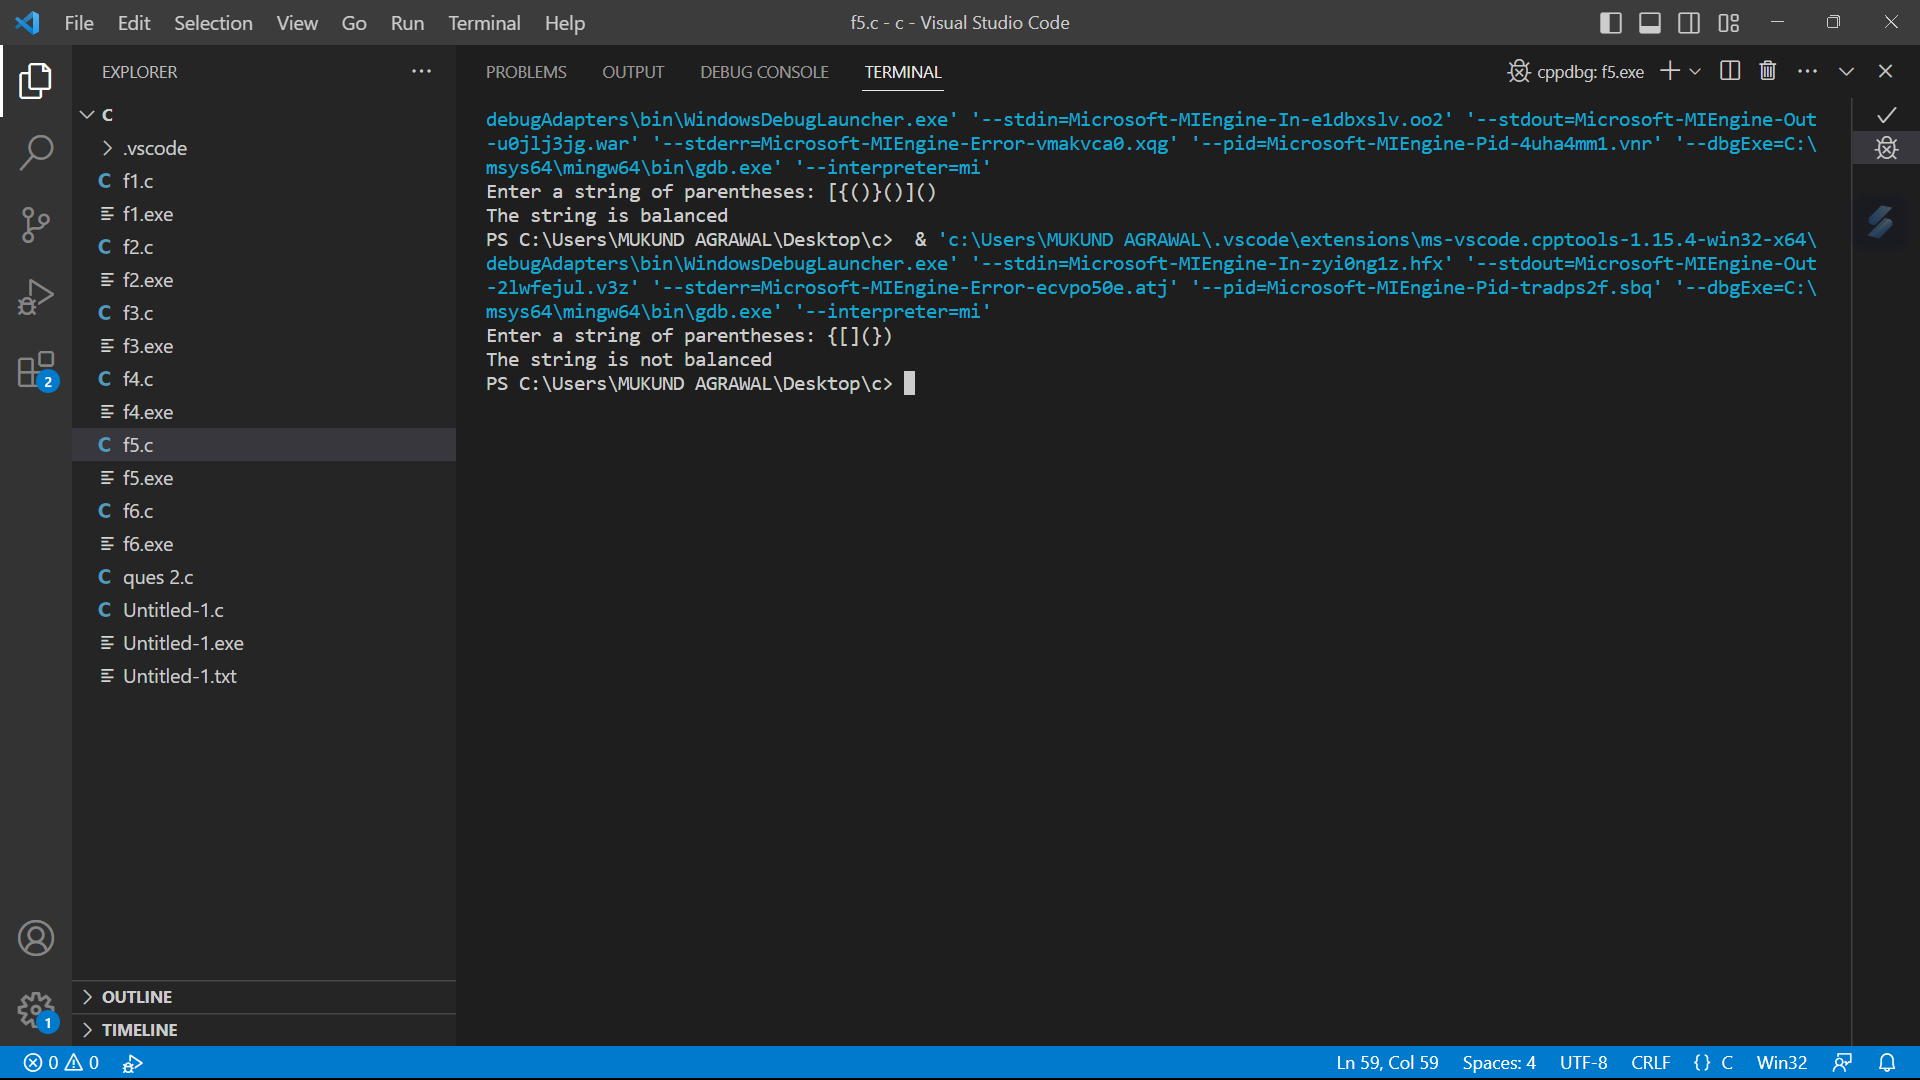 File Edit Selection View Go Run Terminal Help
f5.c - c - Visual Studio Code
EXPLORER
C
.vscode
C f1.c
f1.exe
C f2.c
f2.exe
C f3.c
f3.exe
C f4.c
f4.exe
C f5.c
f5.exe
C f6.c
f6.exe
C ques 2.c
C Untitled-1.c
Untitled-1.exe
Untitled-1.txt
OUTLINE
TIMELINE
2
1
PROBLEMS OUTPUT DEBUG CONSOLE TERMINAL
cppdbg: f5.exe
debugAdapters\bin\WindowsDebugLauncher.exe' '--stdin=Microsoft-MIEngine-In-e1dbxslv.oo2' '--stdout=Microsoft-MIEngine-Out
-u0jlj3jg.war' '--stderr=Microsoft-MIEngine-Error-vmakvca0.xqg' '--pid=Microsoft-MIEngine-Pid-4uha4mm1.vnr' '--dbgExe=C:\
msys64\mingw64\bin\gdb.exe' '--interpreter=mi'
Enter a string of parentheses: [{()}()]()
The string is balanced
PS C:\Users\MUKUND AGRAWAL\Desktop\c>  & 'c:\Users\MUKUND AGRAWAL\.vscode\extensions\ms-vscode.cpptools-1.15.4-win32-x64\
debugAdapters\bin\WindowsDebugLauncher.exe' '--stdin=Microsoft-MIEngine-In-zyi0ng1z.hfx' '--stdout=Microsoft-MIEngine-Out
-2lwfejul.v3z' '--stderr=Microsoft-MIEngine-Error-ecvpo50e.atj' '--pid=Microsoft-MIEngine-Pid-tradps2f.sbq' '--dbgExe=C:\
msys64\mingw64\bin\gdb.exe' '--interpreter=mi'
Enter a string of parentheses: {[](})
The string is not balanced
PS C:\Users\MUKUND AGRAWAL\Desktop\c>
0 0
Ln 59, Col 59 Spaces: 4 UTF-8 CRLF {} C Win32